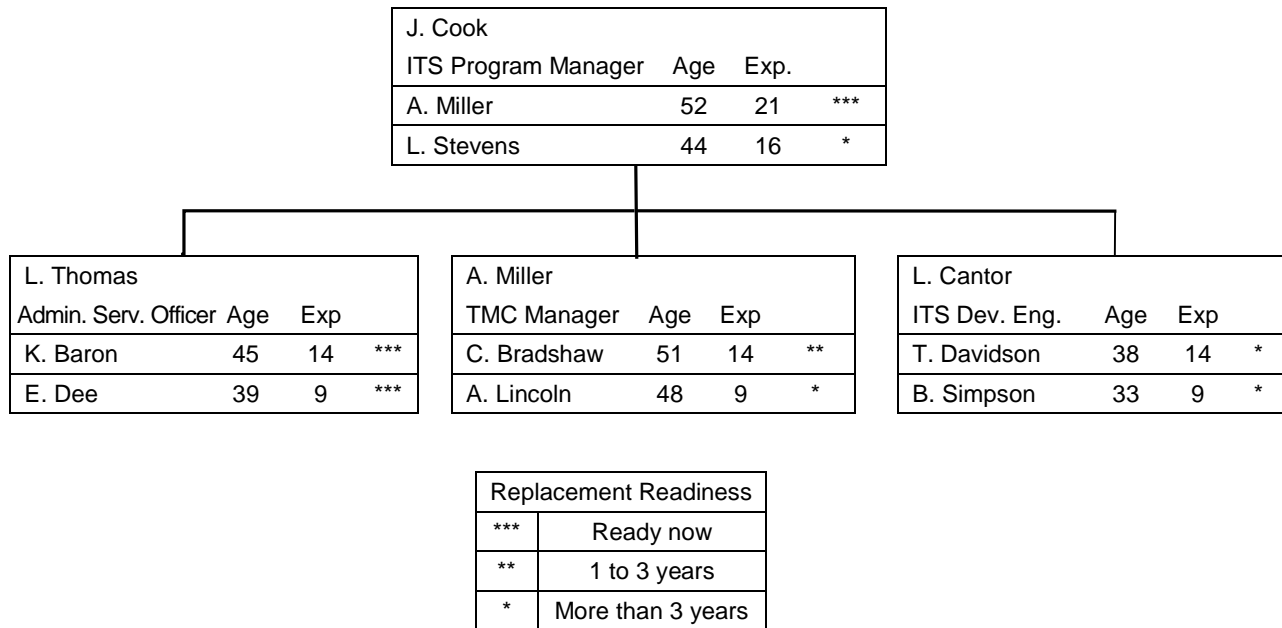 J. Cook
ITS Program Manager Age Exp.
A. Miller 52 21 ***
L. Stevens 44 16 *
L. Thomas
Admin. Serv. Officer Age Exp
K. Baron 45 14 ***
E. Dee 39 9 ***
A. Miller
TMC Manager Age Exp
C. Bradshaw 51 14 **
A. Lincoln 48 9 *
L. Cantor
ITS Dev. Eng. Age Exp
T. Davidson 38 14 *
B. Simpson 33 9 *
Replacement Readiness
*** Ready now
** 1 to 3 years
* More than 3 years